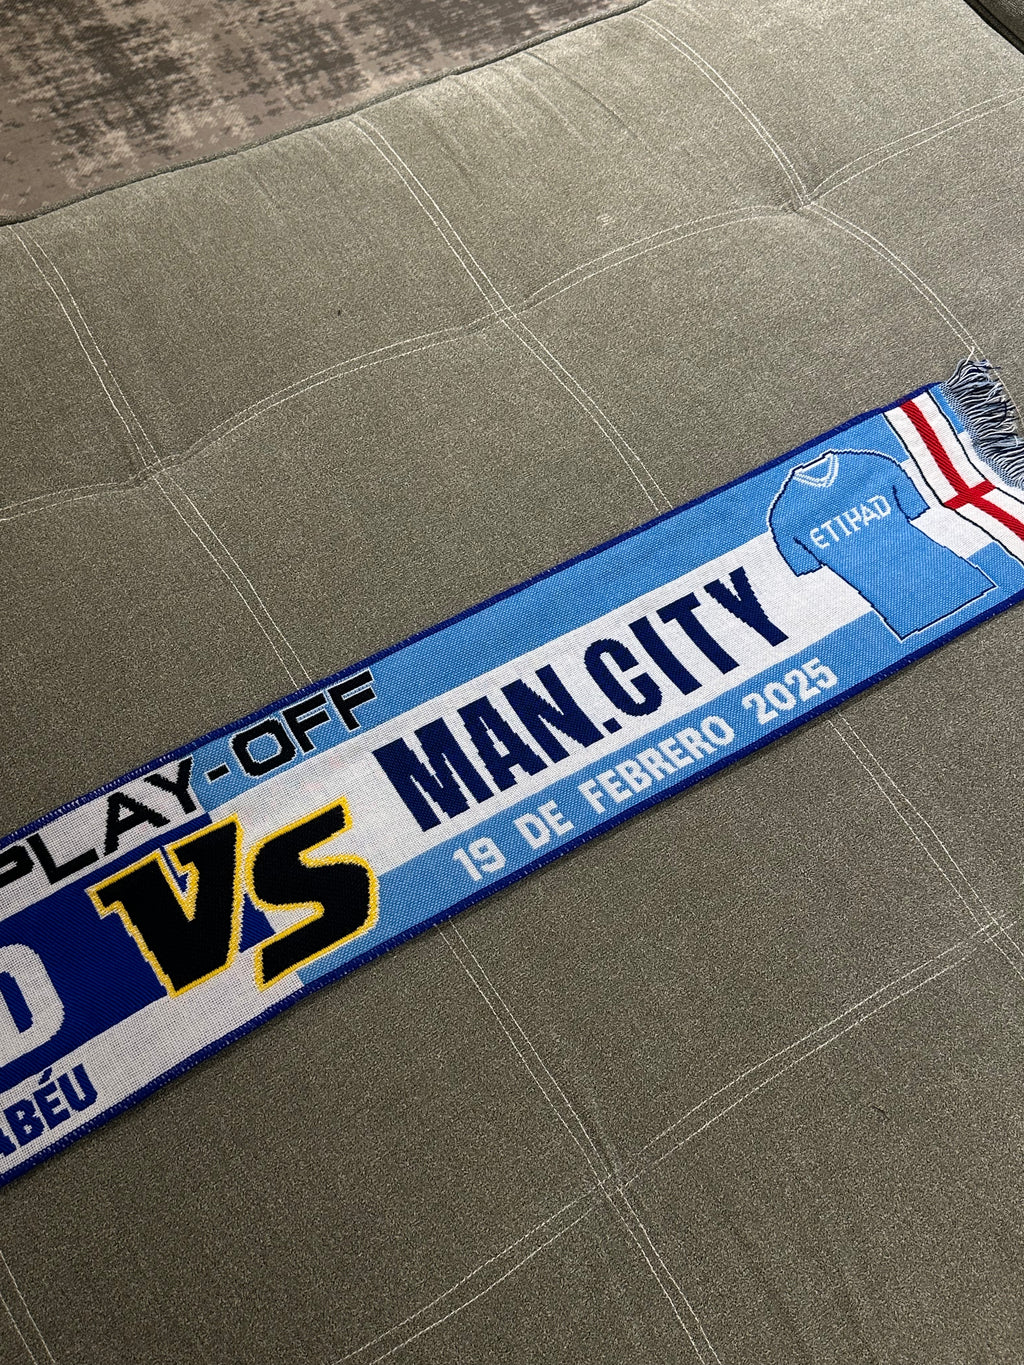 PLAY-OFF
VS
MAN.CITY
19 DE FEBRERO 2025
ETIHAD